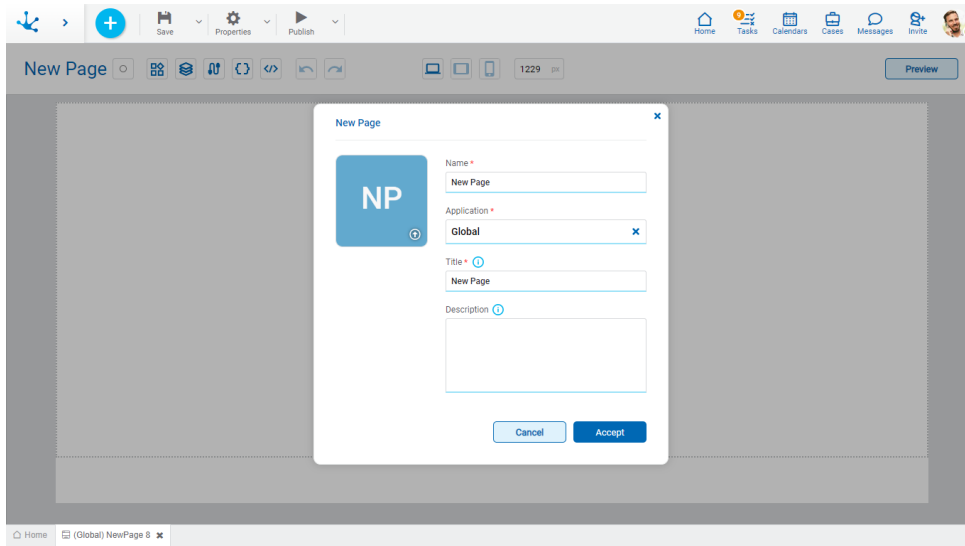 Save
Properties
Publish
Home
9
Tasks
Calendars
Cases
Messages
Invite
New Page
1229 px
Preview
New Page
NP
Name *
New Page
Application *
Global
Title *
New Page
Description
Cancel
Accept
Home
(Global) NewPage 8